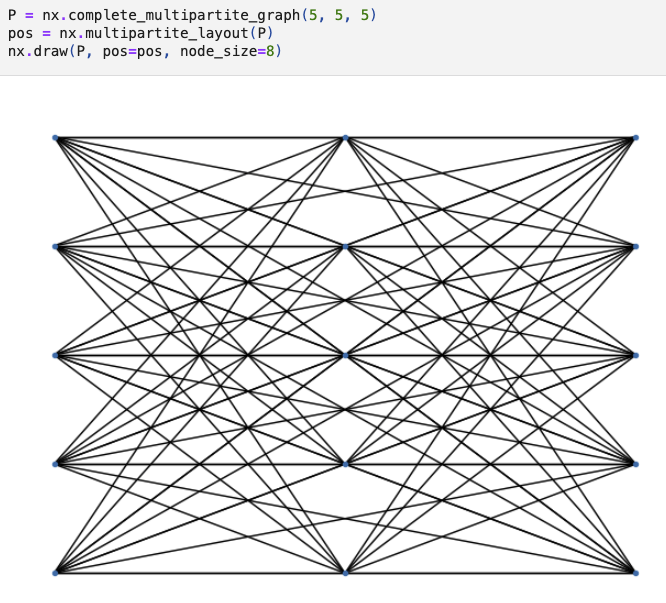 P = nx.complete_multipartite_graph(5, 5, 5)
pos = nx.multipartite_layout(P)
nx.draw(P, pos=pos, node_size=8)